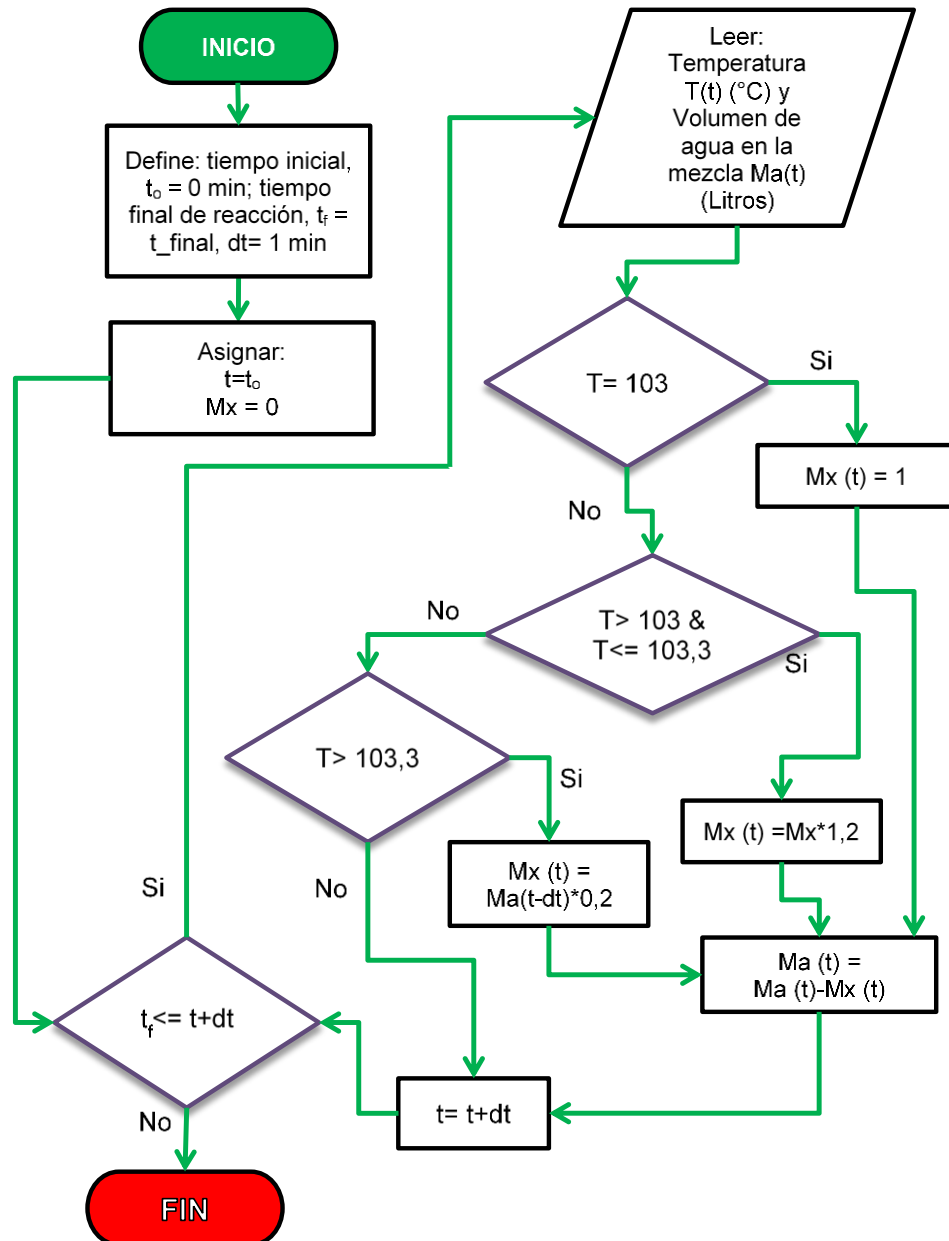 INICIO
Define: tiempo inicial,
tₒ = 0 min; tiempo
final de reacción, t_f =
t_final, dt= 1 min
Asignar:
t=tₒ
Mx = 0
Leer:
Temperatura
T(t) (°C) y
Volumen de
agua en la
mezcla Ma(t)
(Litros)
T= 103
Si
Mx (t) = 1
No
T> 103 &
T<= 103,3
No
Si
T> 103,3
Si
Mx (t) =Mx*1,2
Mx (t) =
Ma(t-dt)*0,2
No
Si
Ma (t) =
Ma (t)-Mx (t)
t_f<= t+dt
t= t+dt
No
FIN